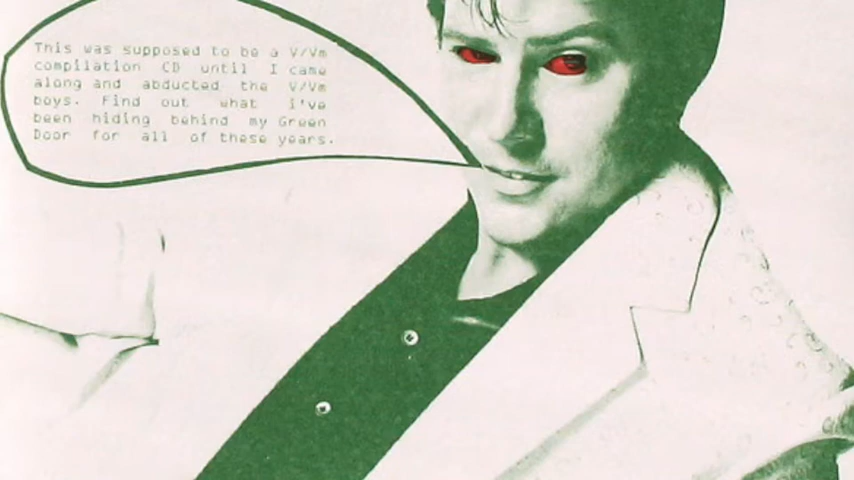 This was supposed to be a V/Vm
compilation CD until I came
along and abducted the V/Vm
boys. Find out what i've
been hiding behind my Green
Door for all of these years.